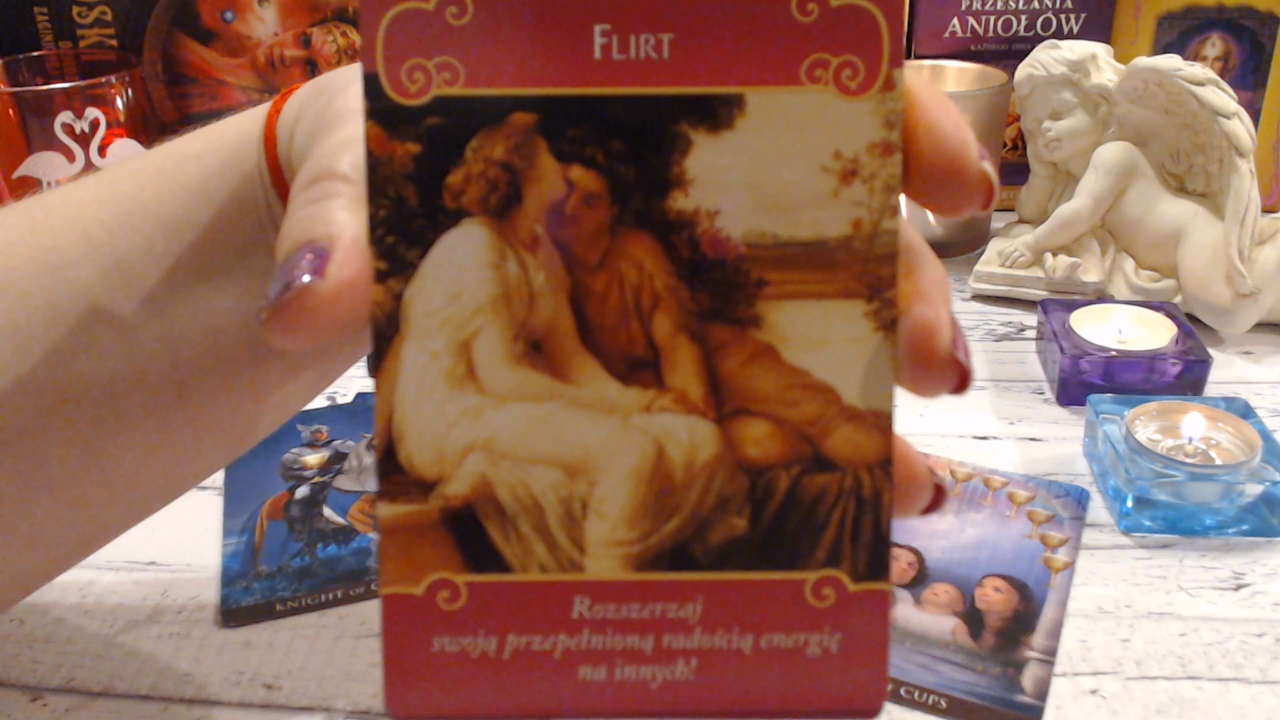 PRZESŁANIA
ANIOŁÓW
FLIRT
KNIGHT OF
CUPS
Rozszerzaj
swoją przepełnioną radością energię
na innych!